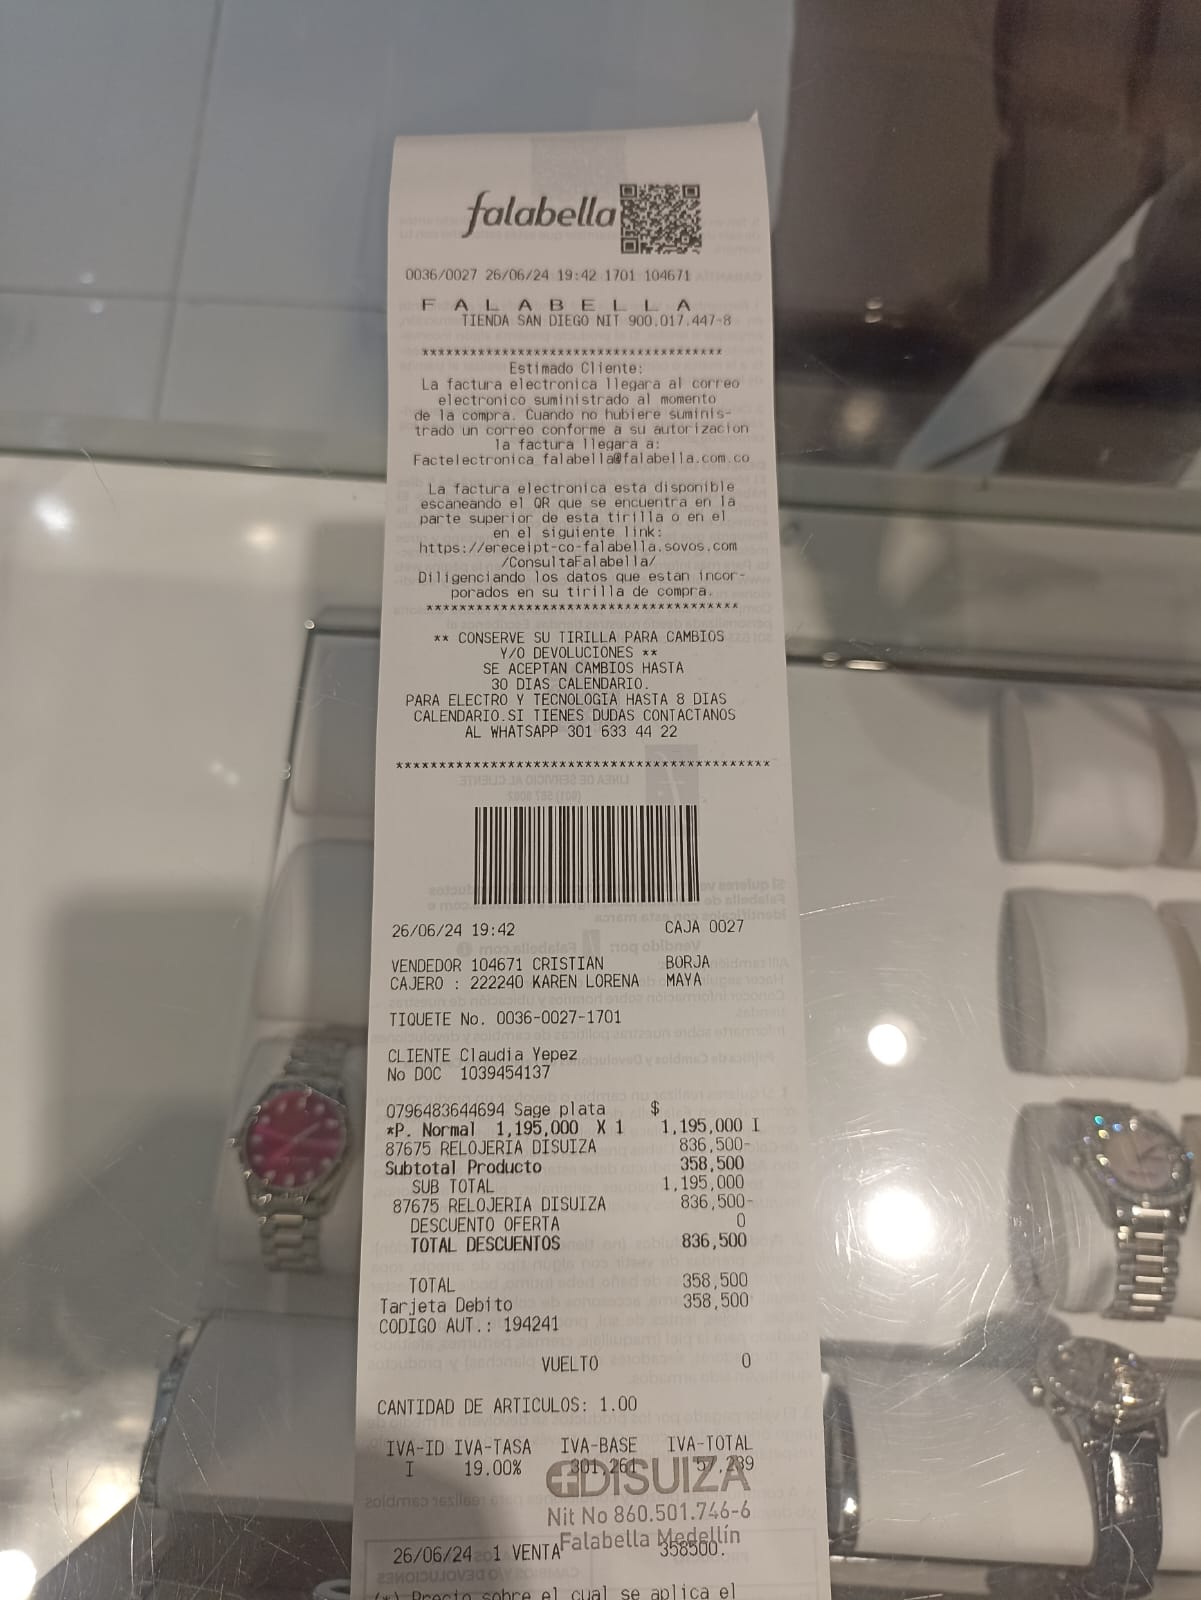 falabella
0036/0027 26/06/24 19:42 1701 104671
F A L A B E L L A
TIENDA SAN DIEGO NIT 900.017.447-8
***************************************
Estimado Cliente:
La factura electronica llegara al correo
electronico suministrado al momento
de la compra. Cuando no hubiere suminis-
trado un correo conforme a su autorizacion
la factura llegara a:
Factelectronica_falabella@falabella.com.co
La factura electronica esta disponible
escaneando el QR que se encuentra en la
parte superior de esta tirilla o en el
en el siguiente link:
https://ereceipt-co-falabella.sovos.com
/ConsultaFalabella/
Diligenciando los datos que estan incor-
porados en su tirilla de compra.
****************************************
** CONSERVE SU TIRILLA PARA CAMBIOS
Y/O DEVOLUCIONES **
SE ACEPTAN CAMBIOS HASTA
30 DIAS CALENDARIO.
PARA ELECTRO Y TECNOLOGIA HASTA 8 DIAS
CALENDARIO.SI TIENES DUDAS CONTACTANOS
AL WHATSAPP 301 633 44 22
**********************************************
26/06/24 19:42 CAJA 0027
VENDEDOR 104671 CRISTIAN BORJA
CAJERO : 222240 KAREN LORENA MAYA
TIQUETE No. 0036-0027-1701
CLIENTE Claudia Yepez
No DOC 1039454137
0796483644694 Sage plata $
*P. Normal 1,195,000 X 1 1,195,000 I
87675 RELOJERIA DISUIZA 836,500-
Subtotal Producto 358,500
SUB TOTAL 1,195,000
87675 RELOJERIA DISUIZA 836,500-
DESCUENTO OFERTA 0
TOTAL DESCUENTOS 836,500
TOTAL 358,500
Tarjeta Debito 358,500
CODIGO AUT.: 194241
VUELTO 0
CANTIDAD DE ARTICULOS: 1.00
IVA-ID IVA-TASA IVA-BASE IVA-TOTAL
I 19.00% 301,261 57,239
DISUIZA
Nit No 860.501.746-6
Falabella Medellín
26/06/24 1 VENTA 358500.
(*) Precio sobre el cual se aplica el